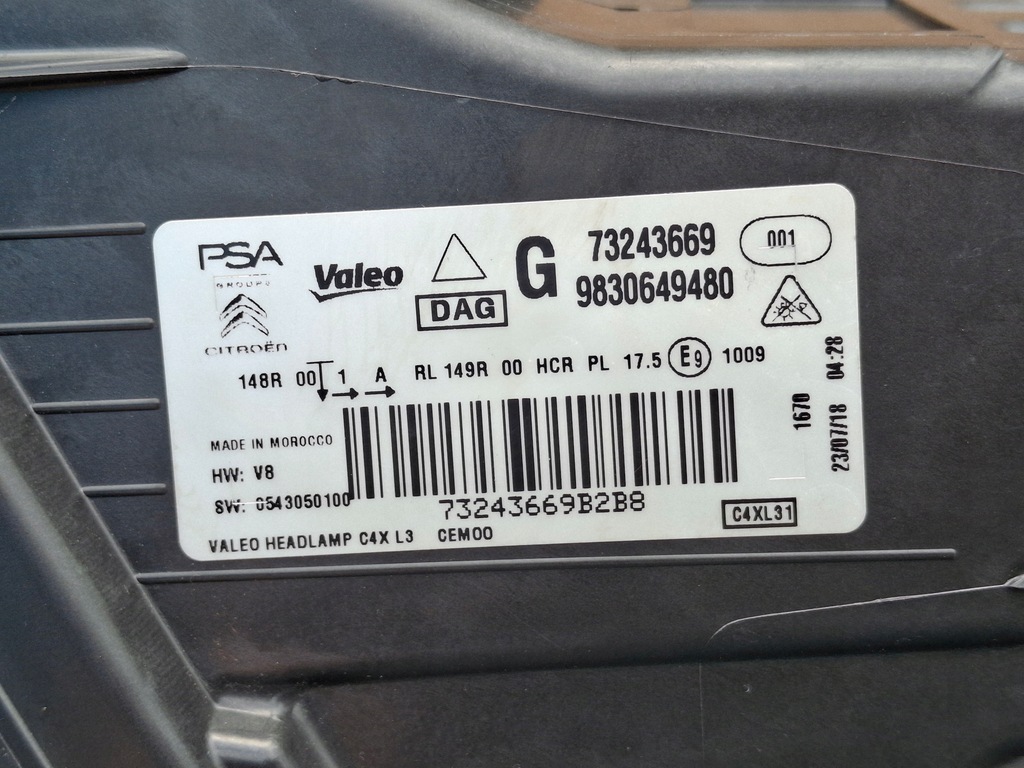 PSA
GROUPE
CITROËN
Valeo
DAG
G
73243669
9830649480
001
148R 00 1 A RL 149R 00 HCR PL 17.5 E9 1009
MADE IN MOROCCO
HW: V8
SW: 0543050100
73243669B2B8
VALEO HEADLAMP C4X L3 CEM00
C4XL31
1670
23/07/18 04:28